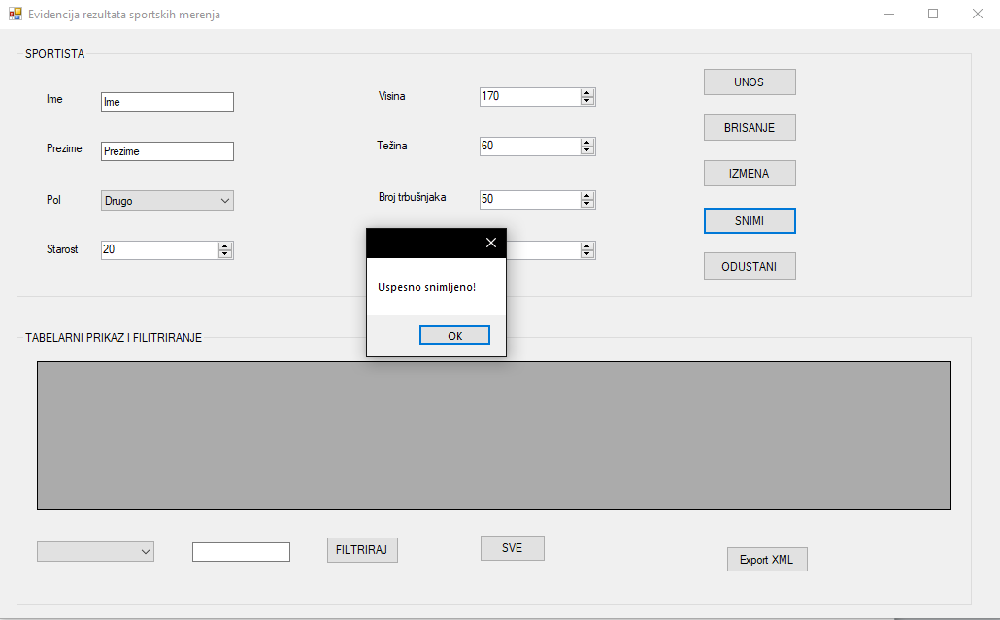 Evidencija rezultata sportskih merenja
SPORTISTA
Ime
Ime
Visina
170
UNOS
Prezime
Prezime
Težina
60
BRISANJE
IZMENA
Pol
Drugo
Broj trbušnjaka
50
SNIMI
Starost
20
ODUSTANI
Uspesno snimljeno!
OK
TABELARNI PRIKAZ I FILITRIRANJE
FILTRIRAJ
SVE
Export XML